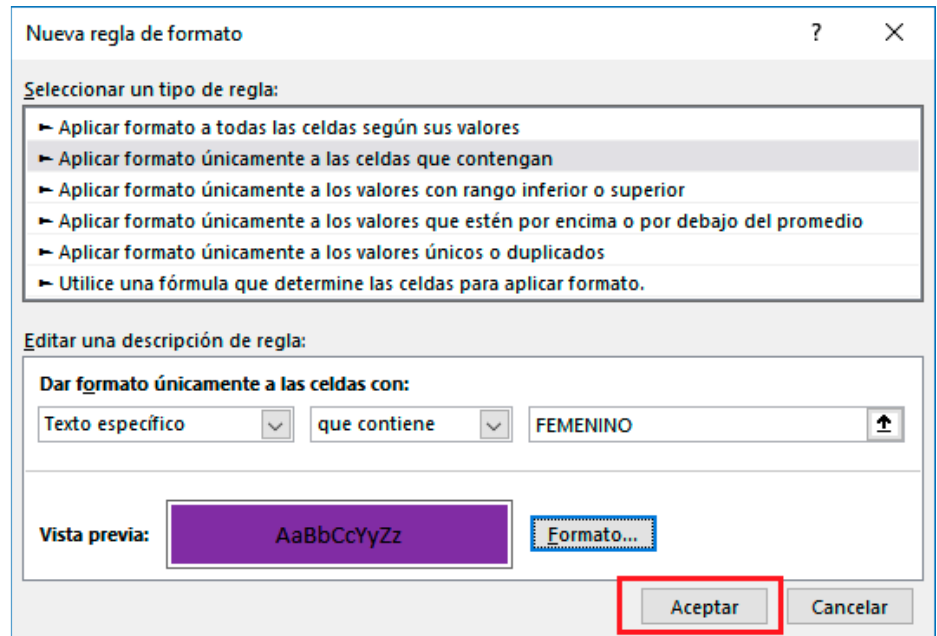 Nueva regla de formato ?
Seleccionar un tipo de regla:
► Aplicar formato a todas las celdas según sus valores
► Aplicar formato únicamente a las celdas que contengan
► Aplicar formato únicamente a los valores con rango inferior o superior
► Aplicar formato únicamente a los valores que estén por encima o por debajo del promedio
► Aplicar formato únicamente a los valores únicos o duplicados
► Utilice una fórmula que determine las celdas para aplicar formato.
Editar una descripción de regla:
Dar formato únicamente a las celdas con:
Texto específico que contiene FEMENINO
Vista previa: AaBbCcYyZz Formato...
Aceptar Cancelar